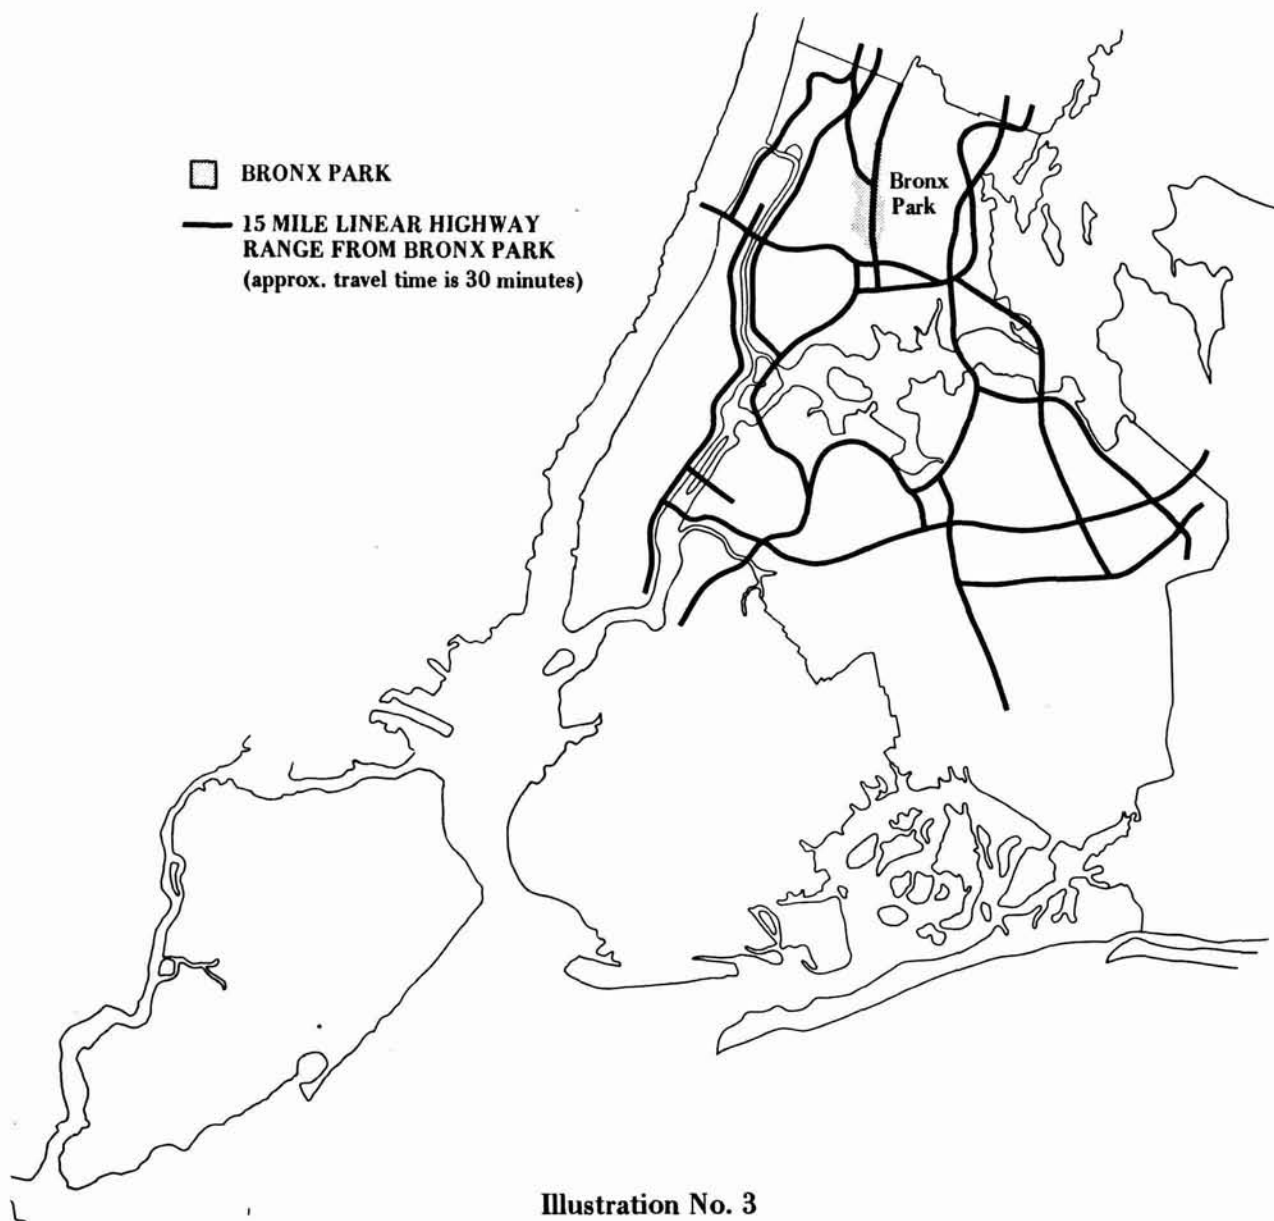 BRONX PARK
15 MILE LINEAR HIGHWAY
RANGE FROM BRONX PARK
(approx. travel time is 30 minutes)
Bronx
Park
Illustration No. 3